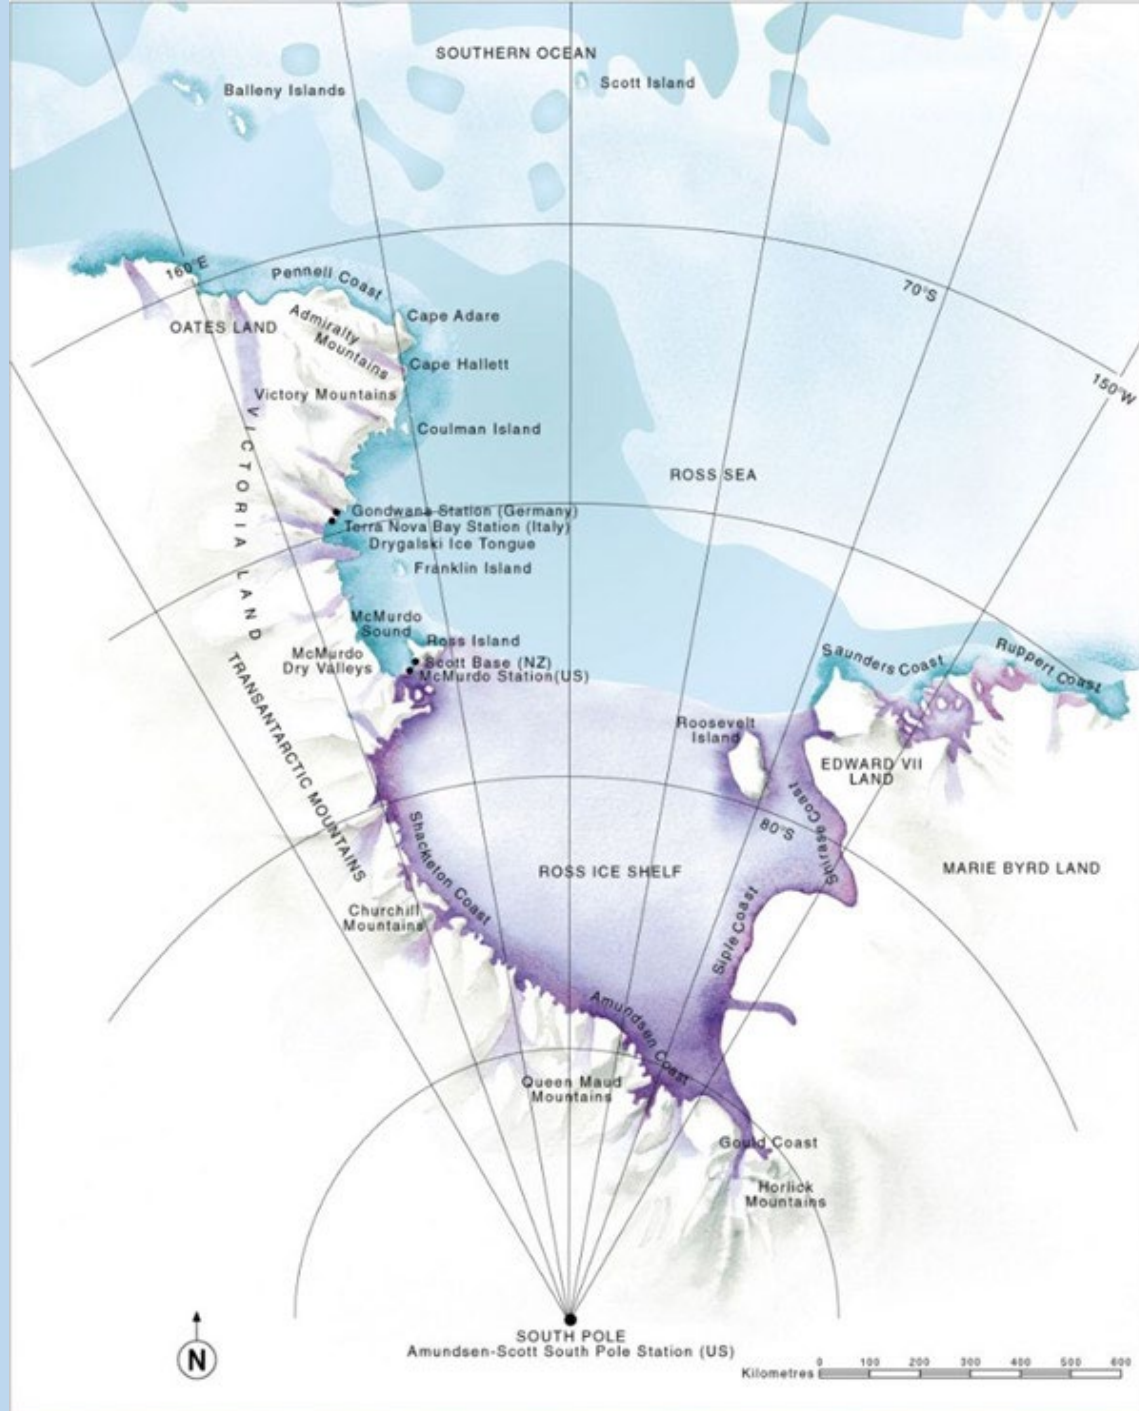 SOUTHERN OCEAN
Scott Island
Balleny Islands
160°E
Pennell Coast
70°S
OATES LAND
Admiralty
Mountains
Cape Adare
Cape Hallett
150°W
Victory Mountains
Coulman Island
VICTORIA LAND
ROSS SEA
Gondwana Station (Germany)
Terra Nova Bay Station (Italy)
Drygalski Ice Tongue
Franklin Island
McMurdo
Sound
Ross Island
McMurdo
Dry Valleys
Scott Base (NZ)
McMurdo Station(US)
Saunders Coast
Ruppert Coast
TRANSANTARCTIC MOUNTAINS
Roosevelt
Island
EDWARD VII
LAND
Shirase Coast
80°S
Shackleton Coast
ROSS ICE SHELF
MARIE BYRD LAND
Churchill
Mountains
Siple Coast
Amundsen Coast
Queen Maud
Mountains
Gould Coast
Horlick
Mountains
SOUTH POLE
Amundsen-Scott South Pole Station (US)
N
Kilometres 0 100 200 300 400 500 600